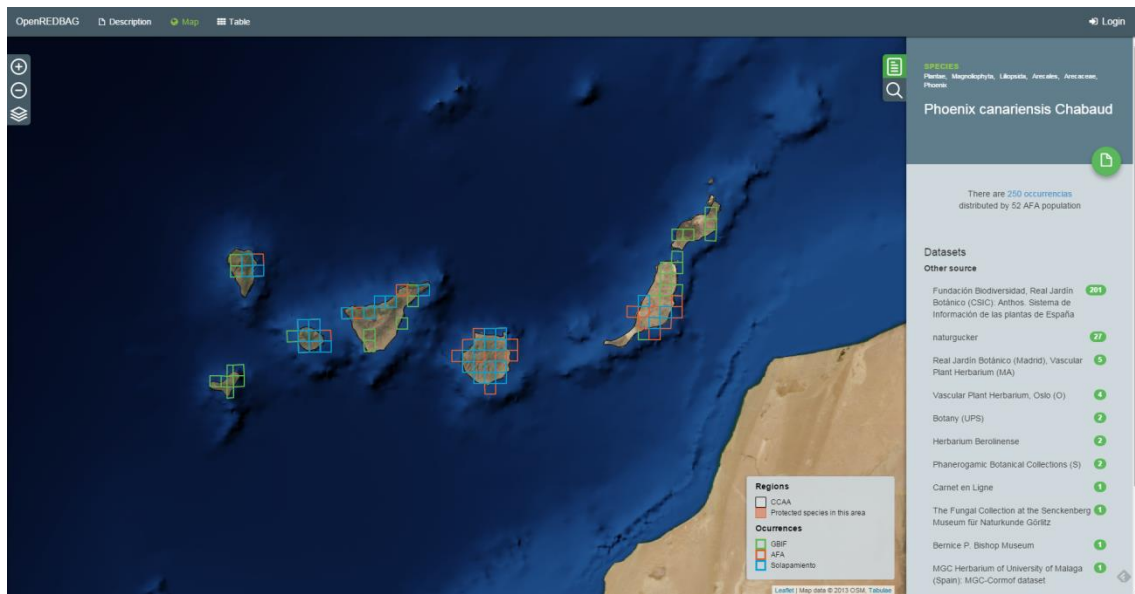 OpenREDBAG Description Map Table Login
SPECIES
Plantae, Magnoliophyta, Liliopsida, Arecales, Arecaceae,
Phoenix
Phoenix canariensis Chabaud
There are 250 occurrencias
distributed by 52 AFA population
Datasets
Other source
Fundación Biodiversidad, Real Jardín 201
Botánico (CSIC): Anthos. Sistema de
Información de las plantas de España
naturgucker 27
Real Jardín Botánico (Madrid), Vascular 5
Plant Herbarium (MA)
Vascular Plant Herbarium, Oslo (O) 4
Botany (UPS) 2
Herbarium Berolinense 2
Phanerogamic Botanical Collections (S) 2
Carnet en Ligne 1
The Fungal Collection at the Senckenberg 1
Museum für Naturkunde Görlitz
Bernice P. Bishop Museum 1
MGC Herbarium of University of Malaga 1
(Spain): MGC-Cormof dataset
Regions
CCAA
Protected species in this area
Ocurrences
GBIF
AFA
Solapamiento
Leaflet | Map data © 2013 OSM, Tabulae